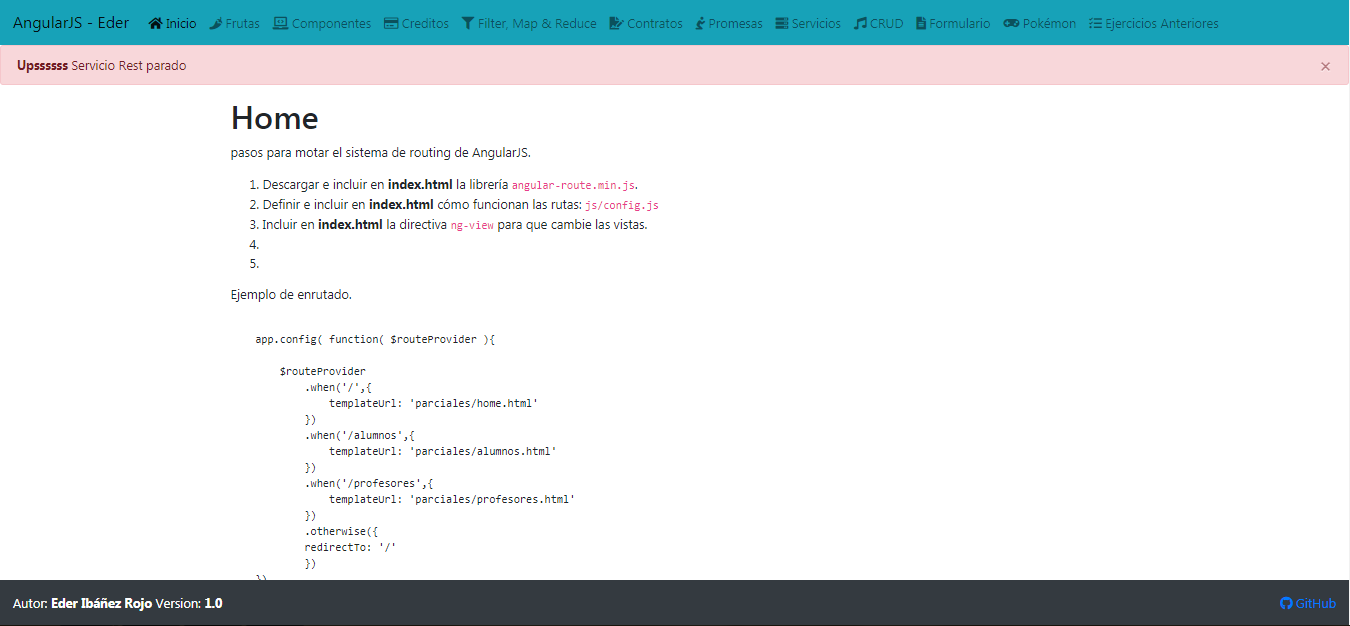 AngularJS - Eder Inicio Frutas Componentes Creditos Filter, Map & Reduce Contratos Promesas Servicios CRUD Formulario Pokémon Ejercicios Anteriores
Upssssss Servicio Rest parado ×
Home
pasos para motar el sistema de routing de AngularJS.
1. Descargar e incluir en index.html la librería angular-route.min.js.
2. Definir e incluir en index.html cómo funcionan las rutas: js/config.js
3. Incluir en index.html la directiva ng-view para que cambie las vistas.
4.
5.
Ejemplo de enrutado.
app.config( function( $routeProvider ){
$routeProvider
.when('/',{
templateUrl: 'parciales/home.html'
})
.when('/alumnos',{
templateUrl: 'parciales/alumnos.html'
})
.when('/profesores',{
templateUrl: 'parciales/profesores.html'
})
.otherwise({
redirectTo: '/'
})
})
Autor: Eder Ibáñez Rojo Version: 1.0 GitHub